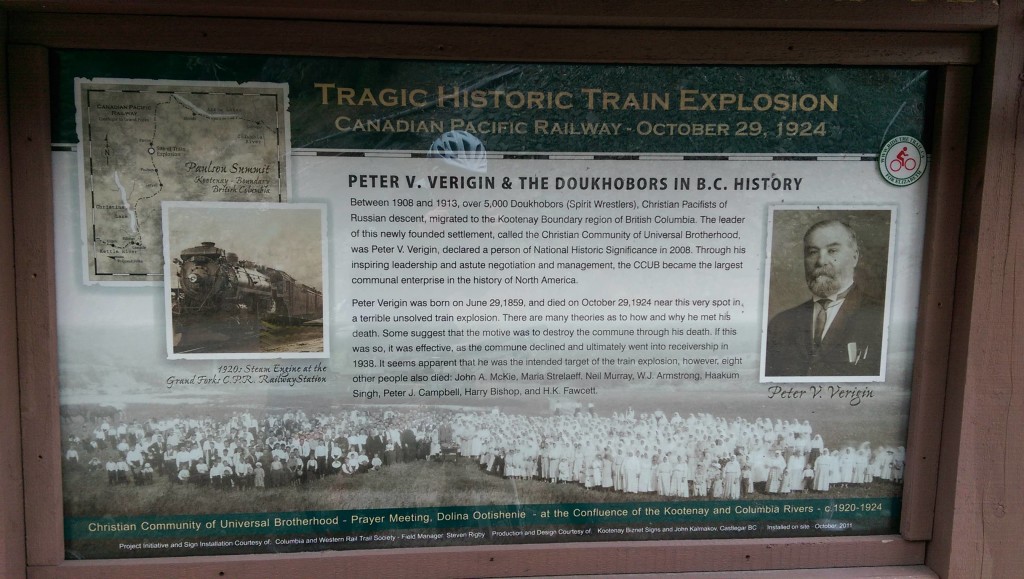 TRAGIC HISTORIC TRAIN EXPLOSION
CANADIAN PACIFIC RAILWAY - OCTOBER 29, 1924
CANADIAN PACIFIC
RAILWAY
Site of Train
Explosion
Paulson Summit
Kootenay - Boundary
British Columbia
Christina
Lake
1920s Steam Engine at the
Grand Forks C.P.R. Railway Station
PETER V. VERIGIN & THE DOUKHOBORS IN B.C. HISTORY
Between 1908 and 1913, over 5,000 Doukhobors (Spirit Wrestlers), Christian Pacifists of
Russian descent, migrated to the Kootenay Boundary region of British Columbia. The leader
of this newly founded settlement, called the Christian Community of Universal Brotherhood,
was Peter V. Verigin, declared a person of National Historic Significance in 2008. Through his
inspiring leadership and astute negotiation and management, the CCUB became the largest
communal enterprise in the history of North America.
Peter Verigin was born on June 29,1859, and died on October 29,1924 near this very spot in
a terrible unsolved train explosion. There are many theories as to how and why he met his
death. Some suggest that the motive was to destroy the commune through his death. If this
was so, it was effective, as the commune declined and ultimately went into receivership in
1938. It seems apparent that he was the intended target of the train explosion, however, eight
other people also died: John A. McKie, Maria Strelaeff, Neil Murray, W.J. Armstrong, Haakum
Singh, Peter J. Campbell, Harry Bishop, and H.K. Fawcett.
Peter V. Verigin
Christian Community of Universal Brotherhood - Prayer Meeting, Dolina Ootishenie - at the Confluence of the Kootenay and Columbia Rivers - c.1920-1924
Project Initiative and Sign Installation Courtesy of: Columbia and Western Rail Trail Society - Field Manager: Steven Rigby Production and Design Courtesy of: Kootenay Biznet Signs and John Kalmakov, Castlegar BC / Installed on site October, 2011